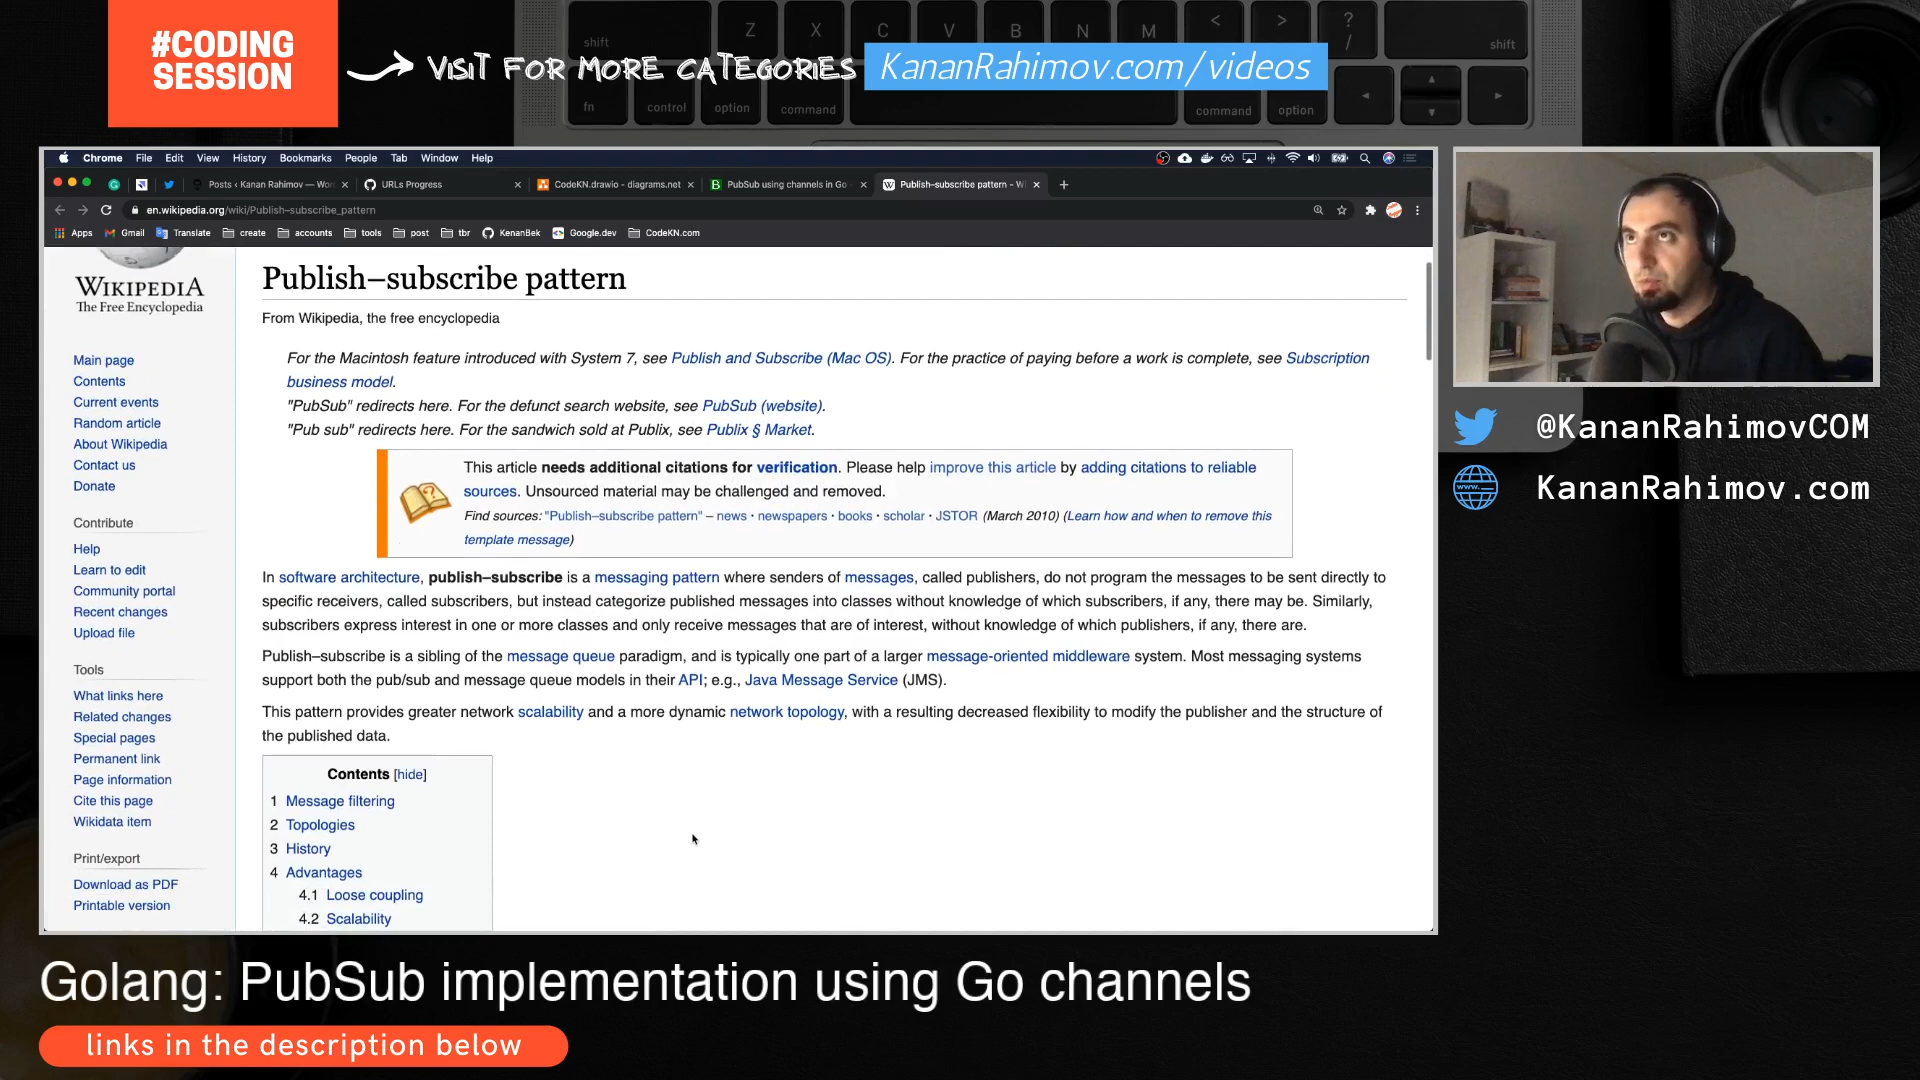 #CODING
SESSION
VISIT FOR MORE CATEGORIES
KananRahimov.com/videos
shift Z X C V B N M < > ? / shift
fn control option command command option
Chrome File Edit View History Bookmarks People Tab Window Help
Posts ‹ Kanan Rahimov — Wor
URLs Progress
CodeKN.drawio - diagrams.net
PubSub using channels in Go
Publish–subscribe pattern - Wi
en.wikipedia.org/wiki/Publish–subscribe_pattern
Apps Gmail Translate create accounts tools post tbr KenanBek Google.dev CodeKN.com
WIKIPEDIA
The Free Encyclopedia
Main page
Contents
Current events
Random article
About Wikipedia
Contact us
Donate
Contribute
Help
Learn to edit
Community portal
Recent changes
Upload file
Tools
What links here
Related changes
Special pages
Permanent link
Page information
Cite this page
Wikidata item
Print/export
Download as PDF
Printable version
Publish–subscribe pattern
From Wikipedia, the free encyclopedia
For the Macintosh feature introduced with System 7, see Publish and Subscribe (Mac OS). For the practice of paying before a work is complete, see Subscription
business model.
"PubSub" redirects here. For the defunct search website, see PubSub (website).
"Pub sub" redirects here. For the sandwich sold at Publix, see Publix § Market.
This article needs additional citations for verification. Please help improve this article by adding citations to reliable
sources. Unsourced material may be challenged and removed.
Find sources: "Publish–subscribe pattern" – news · newspapers · books · scholar · JSTOR (March 2010) (Learn how and when to remove this
template message)
In software architecture, publish–subscribe is a messaging pattern where senders of messages, called publishers, do not program the messages to be sent directly to
specific receivers, called subscribers, but instead categorize published messages into classes without knowledge of which subscribers, if any, there may be. Similarly,
subscribers express interest in one or more classes and only receive messages that are of interest, without knowledge of which publishers, if any, there are.
Publish–subscribe is a sibling of the message queue paradigm, and is typically one part of a larger message-oriented middleware system. Most messaging systems
support both the pub/sub and message queue models in their API; e.g., Java Message Service (JMS).
This pattern provides greater network scalability and a more dynamic network topology, with a resulting decreased flexibility to modify the publisher and the structure of
the published data.
Contents [hide]
1 Message filtering
2 Topologies
3 History
4 Advantages
4.1 Loose coupling
4.2 Scalability
@KananRahimovCOM
www...
KananRahimov.com
Golang: PubSub implementation using Go channels
links in the description below